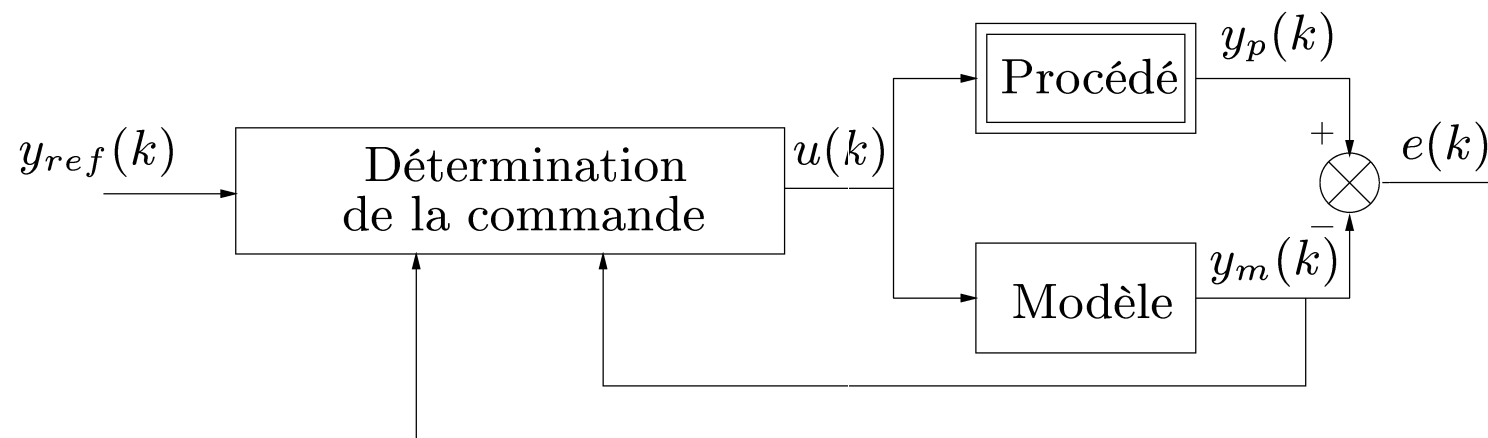 y_ref(k)
Détermination
de la commande
u(k)
Procédé
y_p(k)
+
e(k)
−
y_m(k)
Modèle